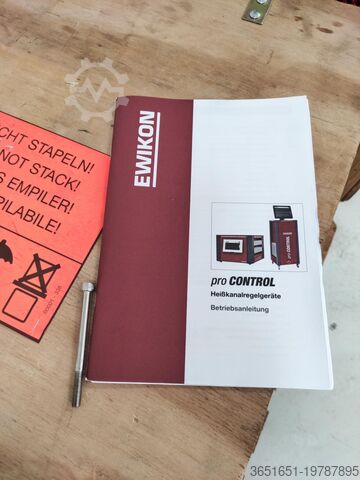 CHT STAPELN!
NOT STACK!
S EMPILER!
PILABILE!
EWIKON
pro CONTROL
Heißkanalregelgeräte
Betriebsanleitung
3651651-19787895